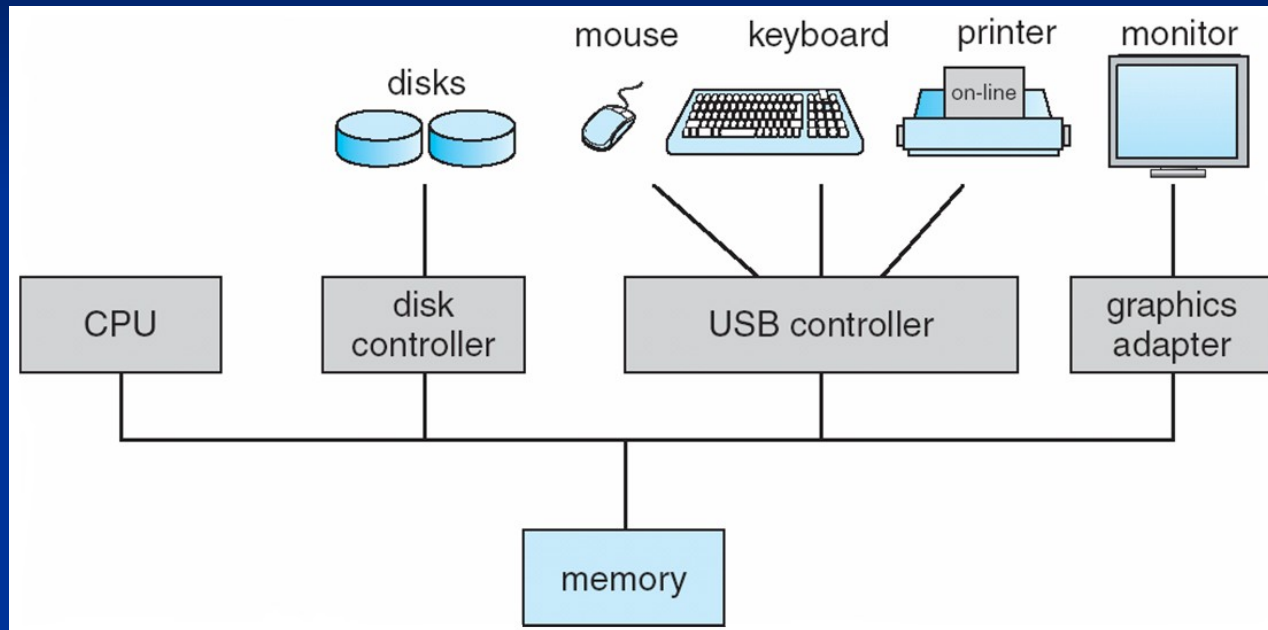 mouse
keyboard
printer
monitor
disks
on-line
CPU
disk
controller
USB controller
graphics
adapter
memory